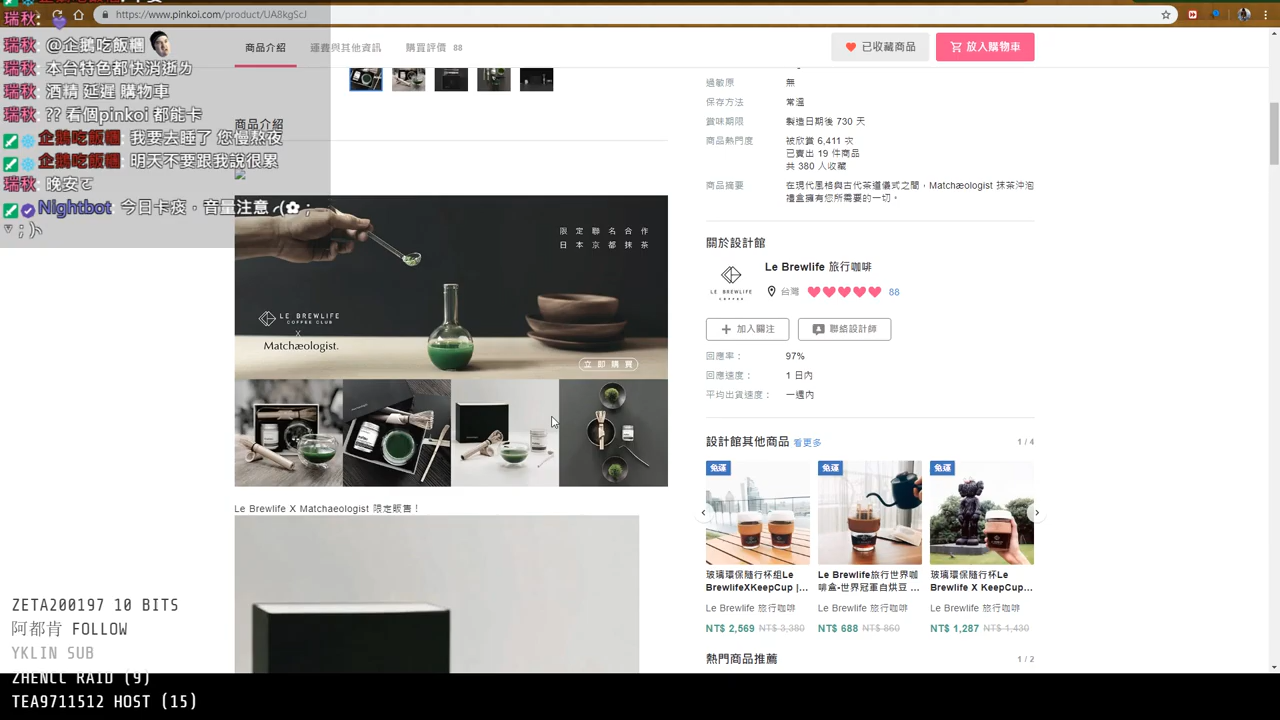 https://www.pinkoi.com/product/UA8kgScJ
瑞秋:
瑞秋: @企鵝吃飯糰
瑞秋: 本台特色都快消逝ㄌ
瑞秋: 酒精 延遲 購物車
瑞秋: ?? 看個pinkoi 都能卡
企鵝吃飯糰: 我要去睡了 您慢熬夜
企鵝吃飯糰: 明天不要跟我說很累
瑞秋: 晚安ㄛ
Nightbot: 今日卡痰，音量注意
商品介紹
運費與其他資訊
購買評價 88
已收藏商品
放入購物車
商品介紹
限定聯名合作
日本京都抹茶
LE BREWLIFE
COFFEE CLUB
X
Matchæologist.
立即購買
Le Brewlife X Matchaeologist 限定販售！
過敏原 無
保存方法 常溫
賞味期限 製造日期後 730 天
商品熱門度 被欣賞 6,411 次
已賣出 19 件商品
共 380 人收藏
商品摘要 在現代風格與古代茶道儀式之間，Matchæologist 抹茶沖泡
禮盒擁有您所需要的一切。
關於設計館
LE BREWLIFE
COFFEE
Le Brewlife 旅行咖啡
台灣 88
加入關注
聯絡設計師
回應率： 97%
回應速度： 1 日內
平均出貨速度： 一週內
設計館其他商品 看更多 1 / 4
免運
免運
免運
玻璃環保隨行杯組Le
BrewlifeXKeepCup |...
Le Brewlife 旅行咖啡
NT$ 2,569 NT$ 3,380
Le Brewlife旅行世界咖
啡盒-世界冠軍自烘豆 ...
Le Brewlife 旅行咖啡
NT$ 688 NT$ 860
玻璃環保隨行杯Le
Brewlife X KeepCup...
Le Brewlife 旅行咖啡
NT$ 1,287 NT$ 1,430
熱門商品推薦 1 / 2
ZETA200197 10 BITS
阿都肯 FOLLOW
YKLIN SUB
ZHENCC RAID (9)
TEA9711512 HOST (15)